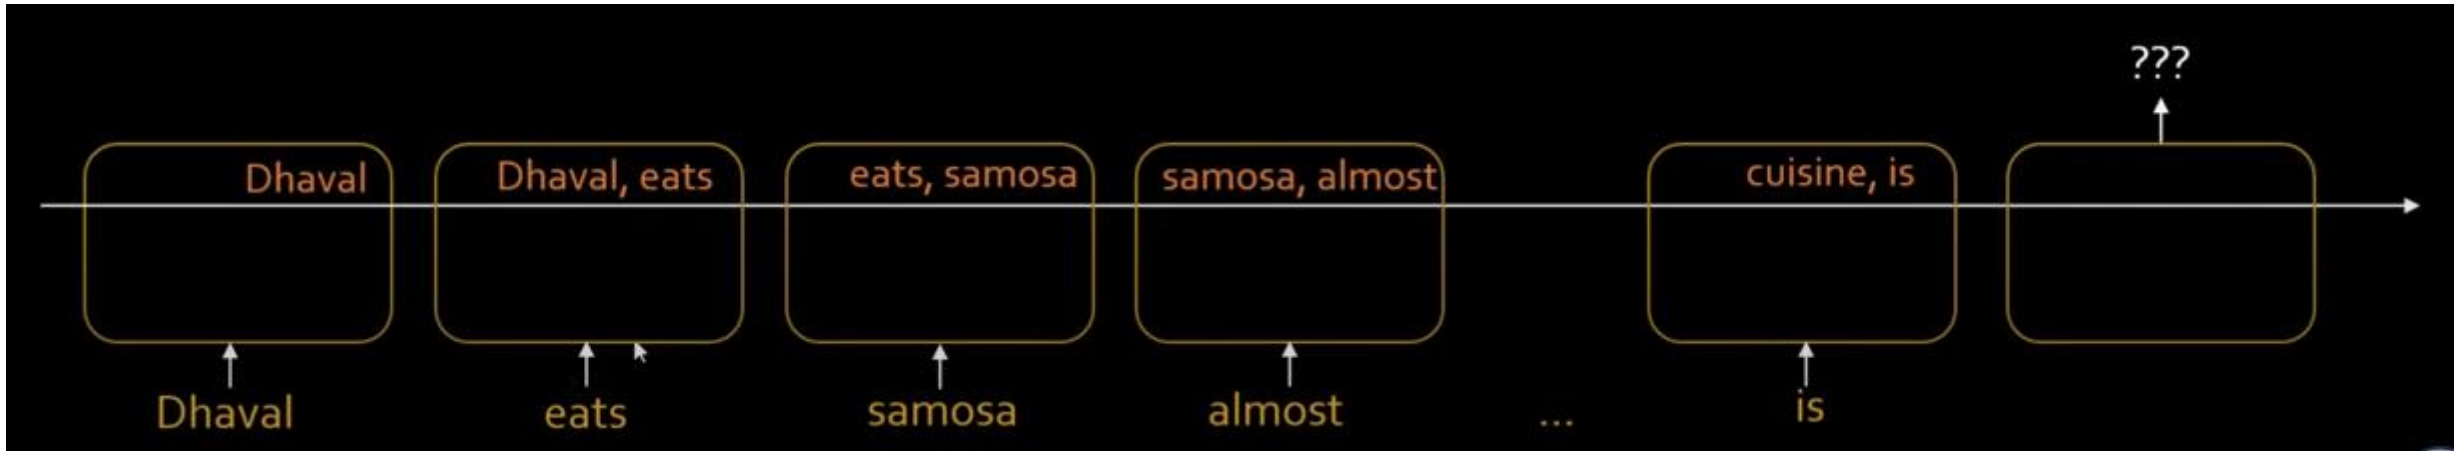 ???
Dhaval
Dhaval, eats
eats, samosa
samosa, almost
cuisine, is
Dhaval
eats
samosa
almost
...
is